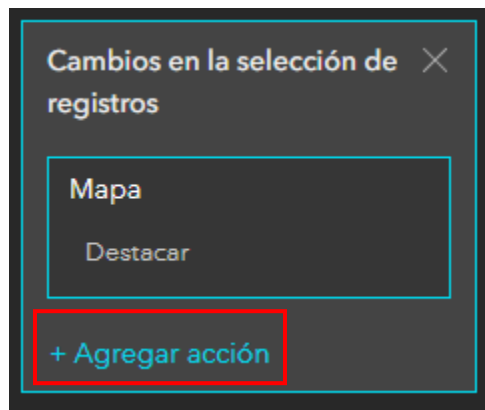 Cambios en la selección de
registros
Mapa
Destacar
+ Agregar acción